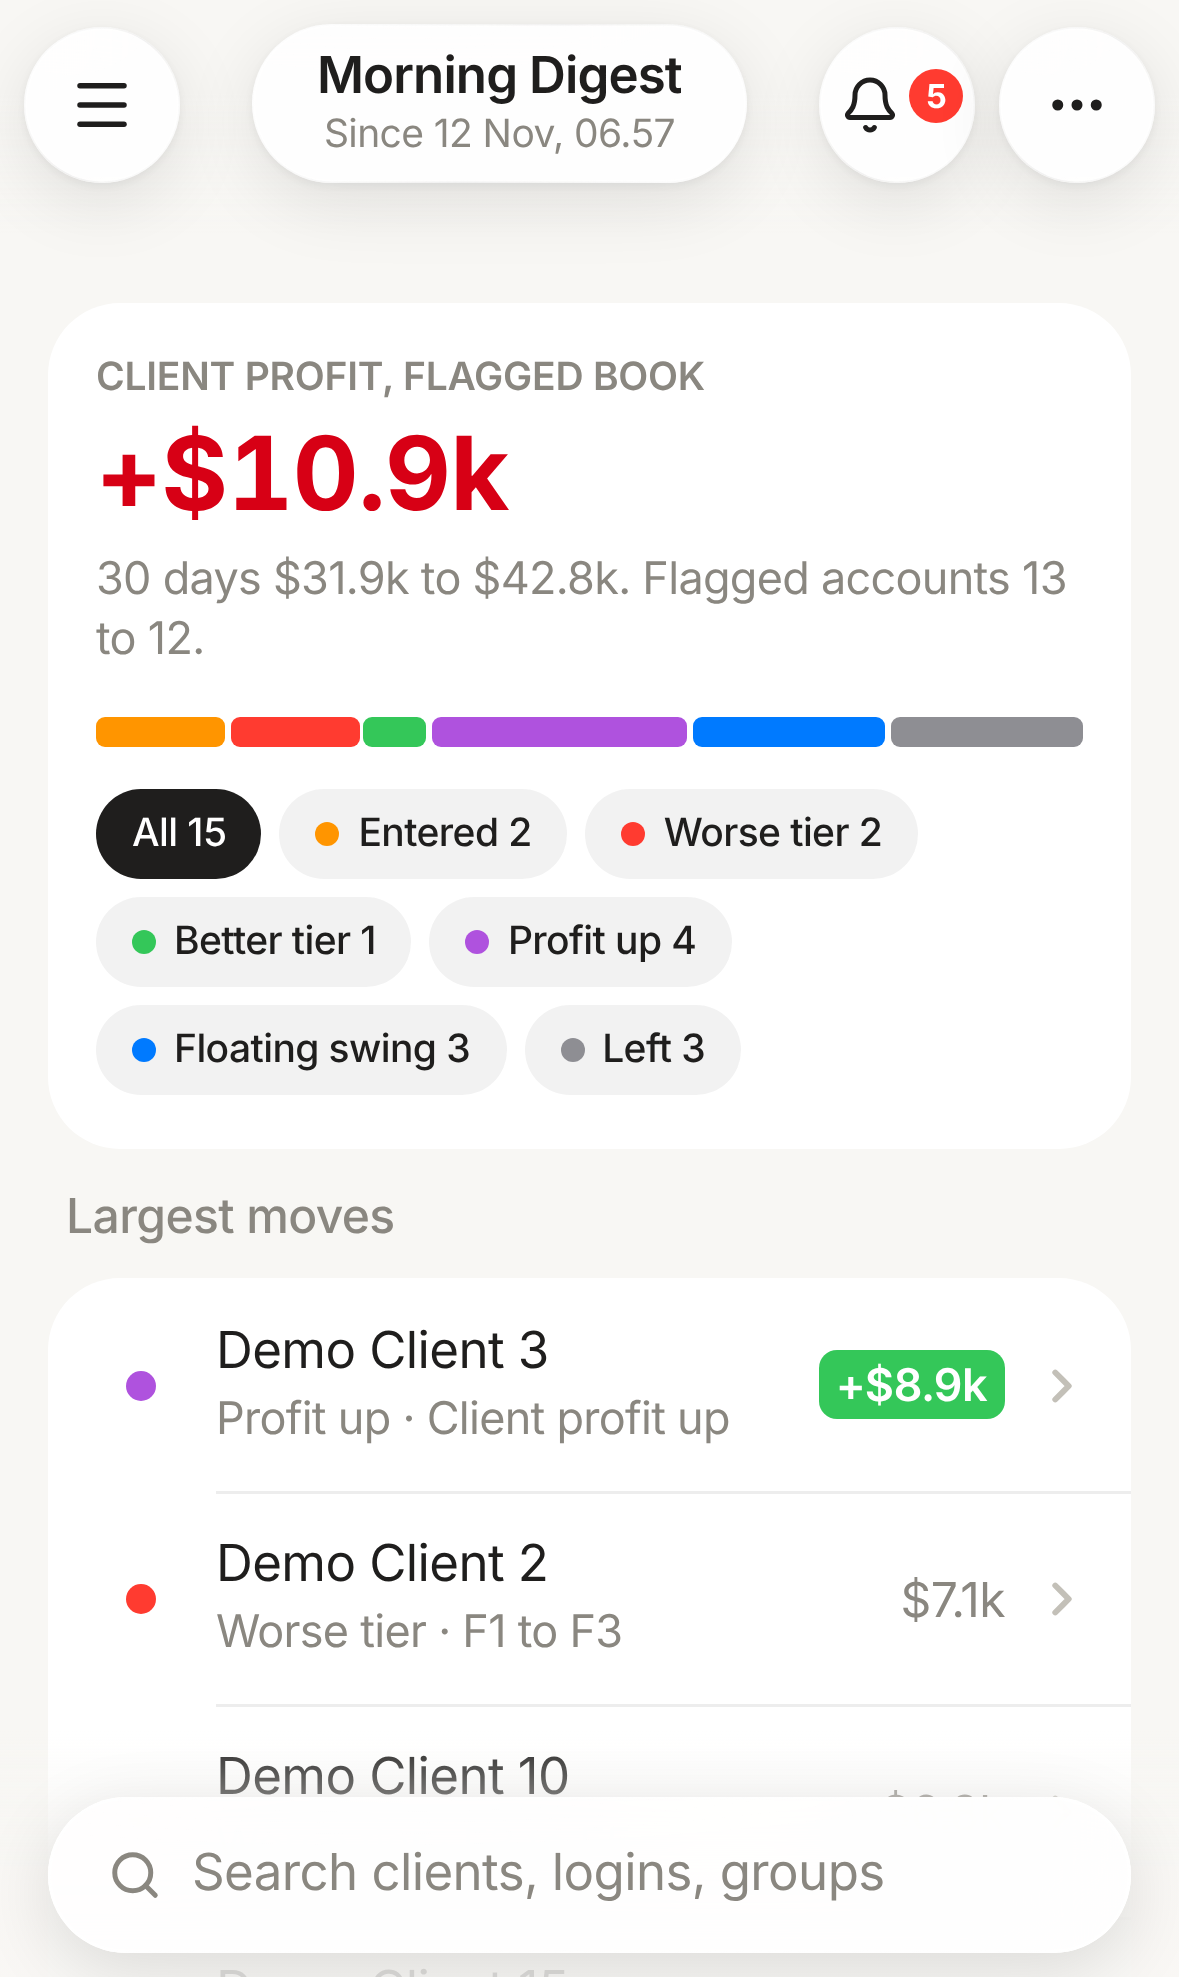 Morning Digest
Since 12 Nov, 06.57
5
CLIENT PROFIT, FLAGGED BOOK
+$10.9k
30 days $31.9k to $42.8k. Flagged accounts 13
to 12.
All 15
Entered 2
Worse tier 2
Better tier 1
Profit up 4
Floating swing 3
Left 3
Largest moves
Demo Client 3
+$8.9k
Profit up · Client profit up
Demo Client 2
$7.1k
Worse tier · F1 to F3
Demo Client 10
Search clients, logins, groups